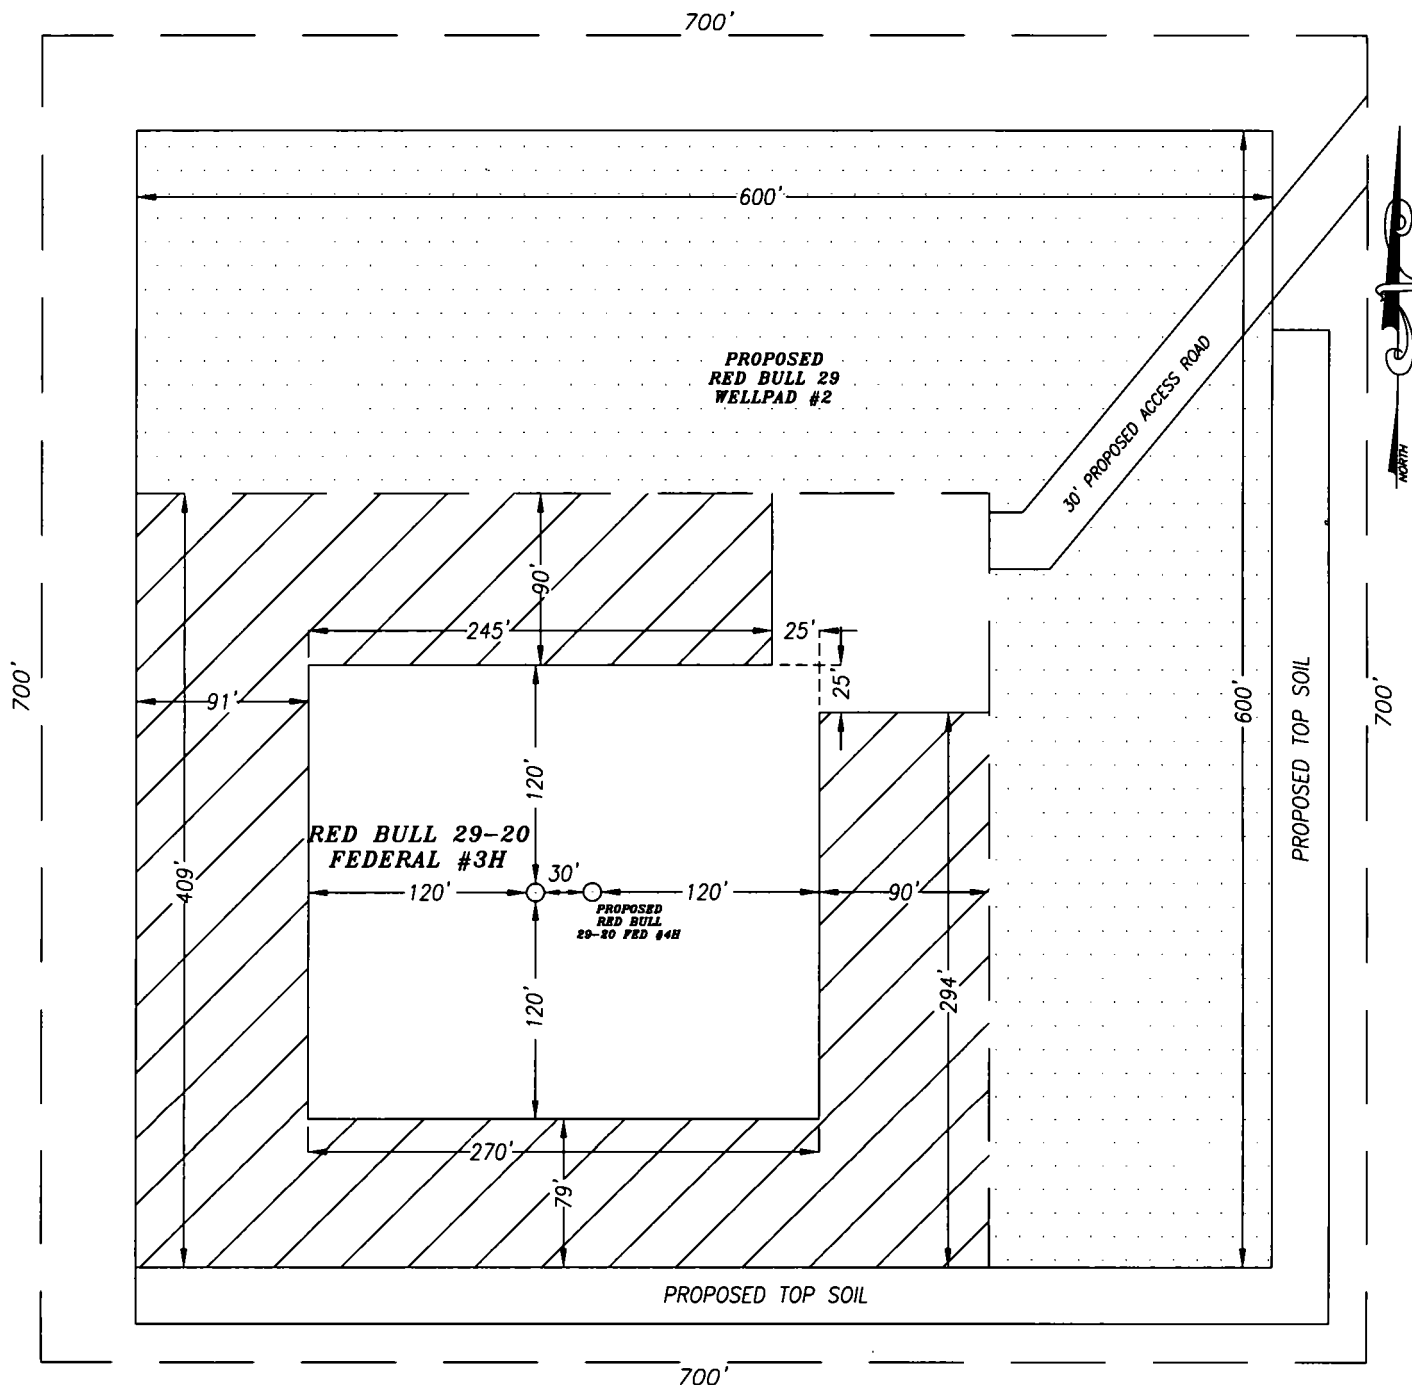 700'
600'
NORTH
PROPOSED
RED BULL 29
WELLPAD #2
30' PROPOSED ACCESS ROAD
90'
245'
25'
25'
91'
700'
600'
700'
120'
PROPOSED TOP SOIL
RED BULL 29-20
FEDERAL #3H
409'
30'
120'
120'
90'
PROPOSED
RED BULL
29-20 FED #4H
120'
294'
270'
79'
PROPOSED TOP SOIL
700'